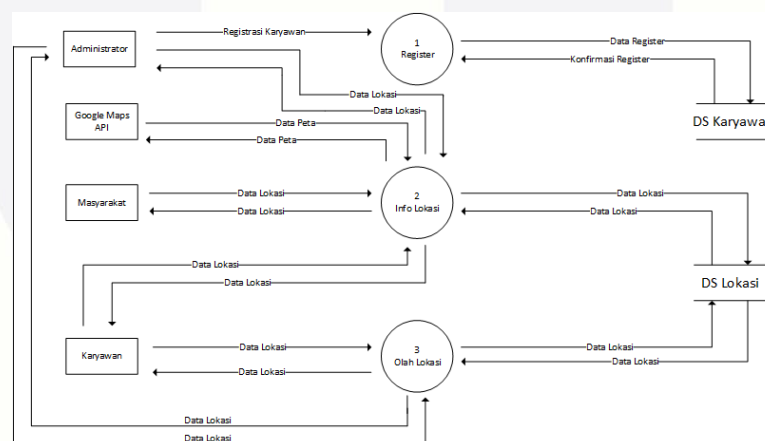 Administrator
Registrasi Karyawan
1
Register
Data Register
Konfirmasi Register
Data Lokasi
Data Lokasi
DS Karyawa
Google Maps
API
Data Peta
Data Peta
Masyarakat
Data Lokasi
Data Lokasi
2
Info Lokasi
Data Lokasi
Data Lokasi
Data Lokasi
Data Lokasi
DS Lokasi
Karyawan
Data Lokasi
Data Lokasi
3
Olah Lokasi
Data Lokasi
Data Lokasi
Data Lokasi
Data Lokasi